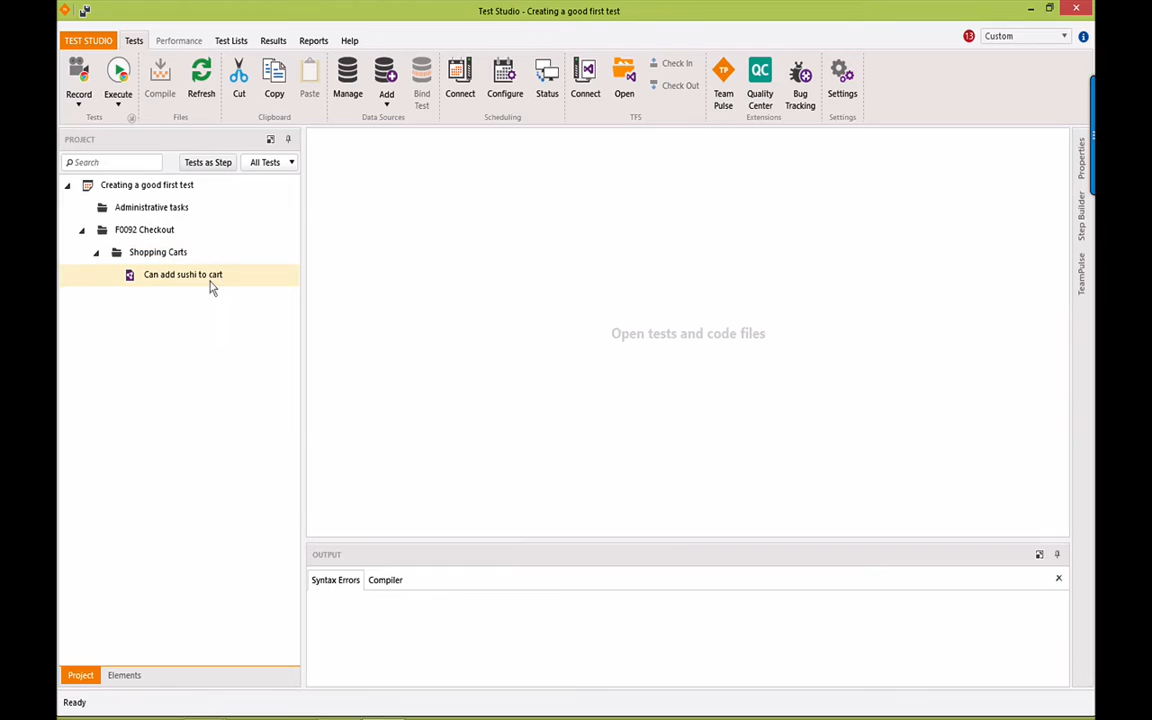 Test Studio - Creating a good first test
TEST STUDIO Tests Performance Test Lists Results Reports Help
13 Custom
Record Execute Compile Refresh Cut Copy Paste Manage Add Bind Test Connect Configure Status Connect Open Check In Check Out TP Team Pulse QC Quality Center Bug Tracking Settings
Tests Files Clipboard Data Sources Scheduling TFS Extensions Settings
PROJECT
Search Tests as Step All Tests
Creating a good first test
Administrative tasks
F0092 Checkout
Shopping Carts
Can add sushi to cart
Open tests and code files
Properties
Step Builder
TeamPulse
OUTPUT
Syntax Errors Compiler
Project Elements
Ready